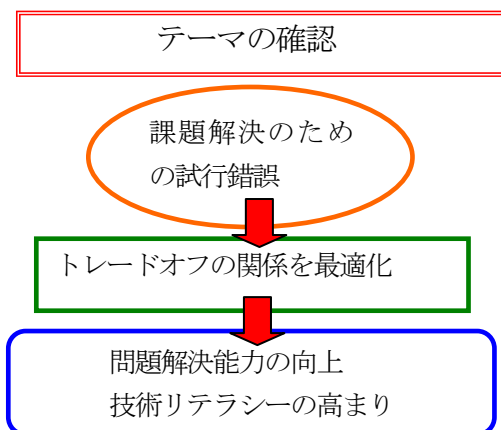 テーマの確認
課題解決のため
の試行錯誤
トレードオフの関係を最適化
問題解決能力の向上
技術リテラシーの高まり